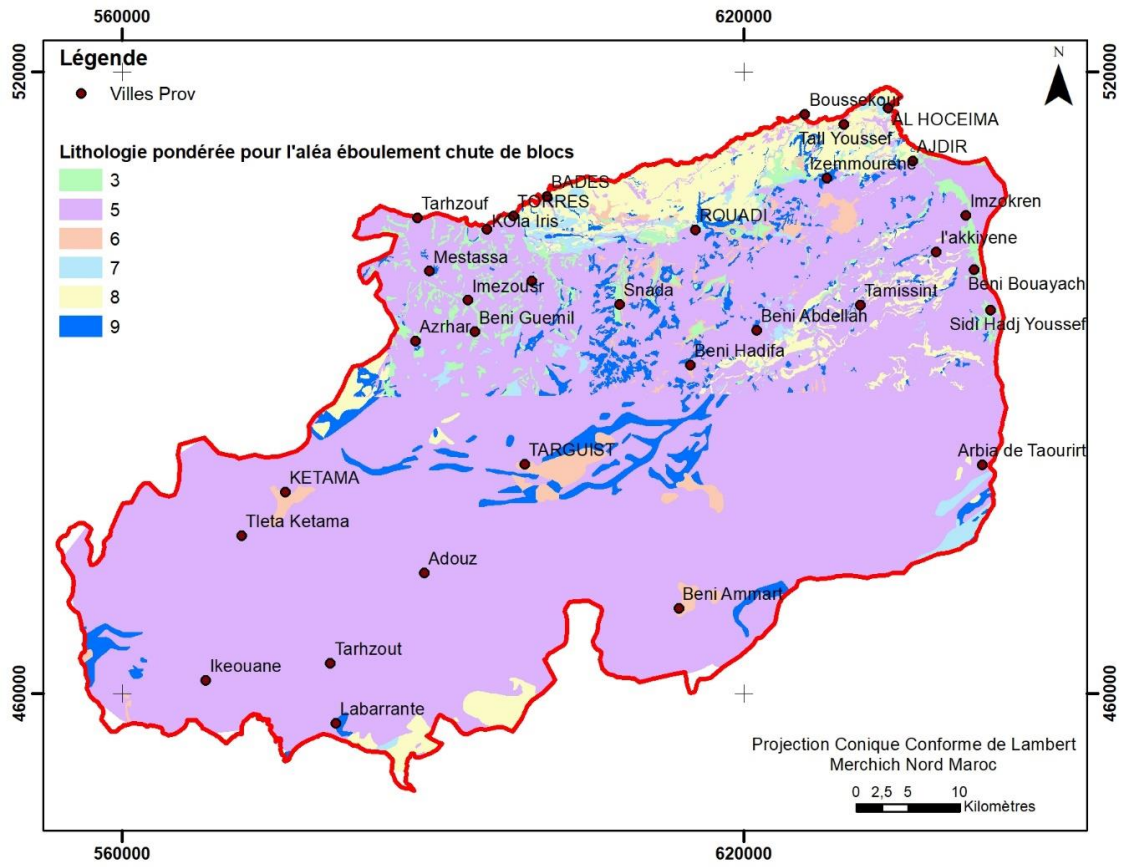 560000
620000
520000
520000
Légende
Villes Prov
Lithologie pondérée pour l'aléa éboulement chute de blocs
3
5
6
7
8
9
N
Boussekour
AL HOCEIMA
Tall Youssef
AJDIR
Izemmourene
BADES
TORRES
Tarhzouf
KOla Iris
ROUADI
Imzokren
I'akkiyene
Mestassa
Beni Bouayach
Imezousr
Snada
Tamissint
Sidi Hadj Youssef
Beni Guemil
Azrhar
Beni Abdellah
Beni Hadifa
TARGUIST
Arbia de Taourirt
KETAMA
Tleta Ketama
Adouz
Beni Ammart
Tarhzout
Ikeouane
Labarrante
460000
460000
Projection Conique Conforme de Lambert
Merchich Nord Maroc
0 2,5 5 10
Kilomètres
560000
620000